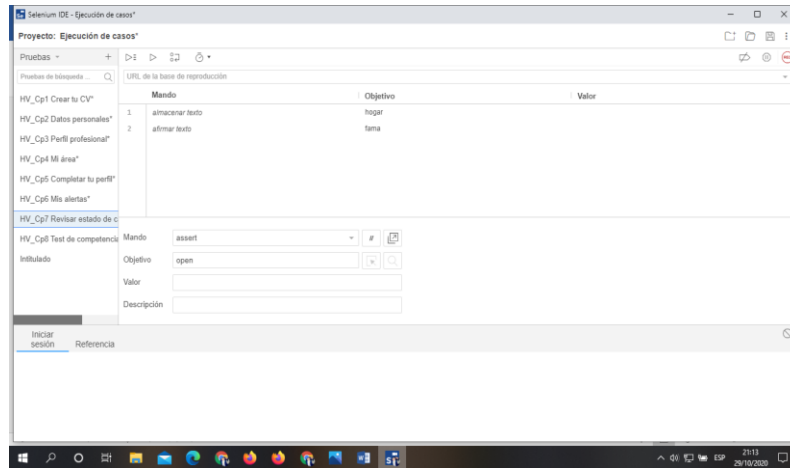 Selenium IDE - Ejecución de casos*
Proyecto: Ejecución de casos*
Pruebas
URL de la base de reproducción
Pruebas de búsqueda ...
Mando Objetivo Valor
1 almacenar texto hogar
2 afirmar texto fama
HV_Cp1 Crear tu CV*
HV_Cp2 Datos personales*
HV_Cp3 Perfil profesional*
HV_Cp4 Mi área*
HV_Cp5 Completar tu perfil*
HV_Cp6 Mis alertas*
HV_Cp7 Revisar estado de c
HV_Cp8 Test de competencia
Intitulado
Mando assert //
Objetivo open
Valor
Descripción
Iniciar sesión
Referencia
ESP
21:13
29/10/2020